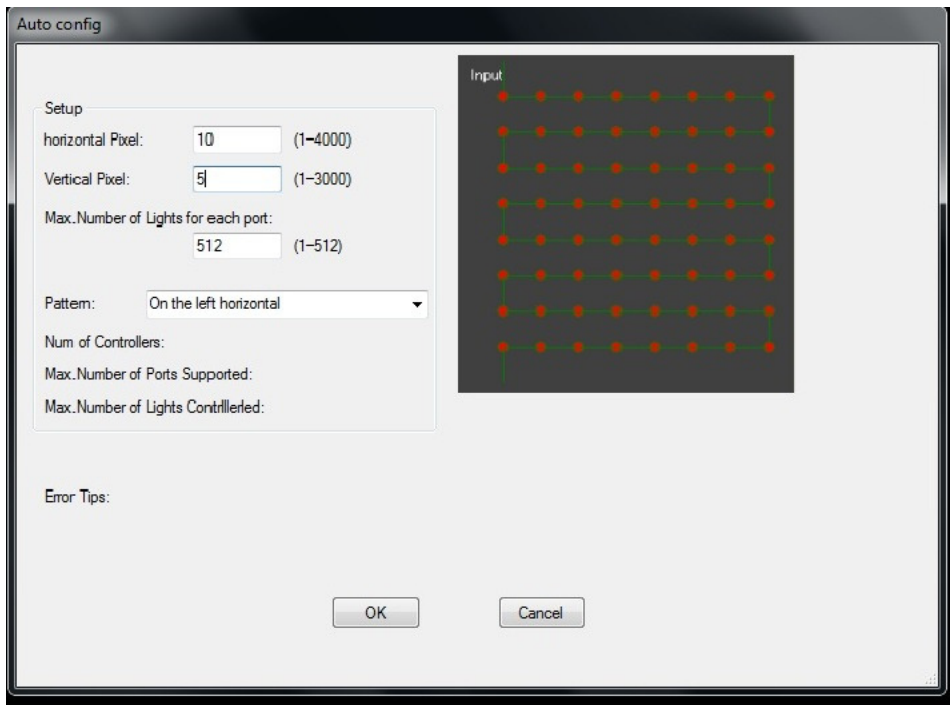 Auto config
Input
Setup
horizontal Pixel: 10 (1-4000)
Vertical Pixel: 5 (1-3000)
Max.Number of Lights for each port:
512 (1-512)
Pattern: On the left horizontal
Num of Controllers:
Max.Number of Ports Supported:
Max.Number of Lights Contrlllerled:
Error Tips:
OK Cancel